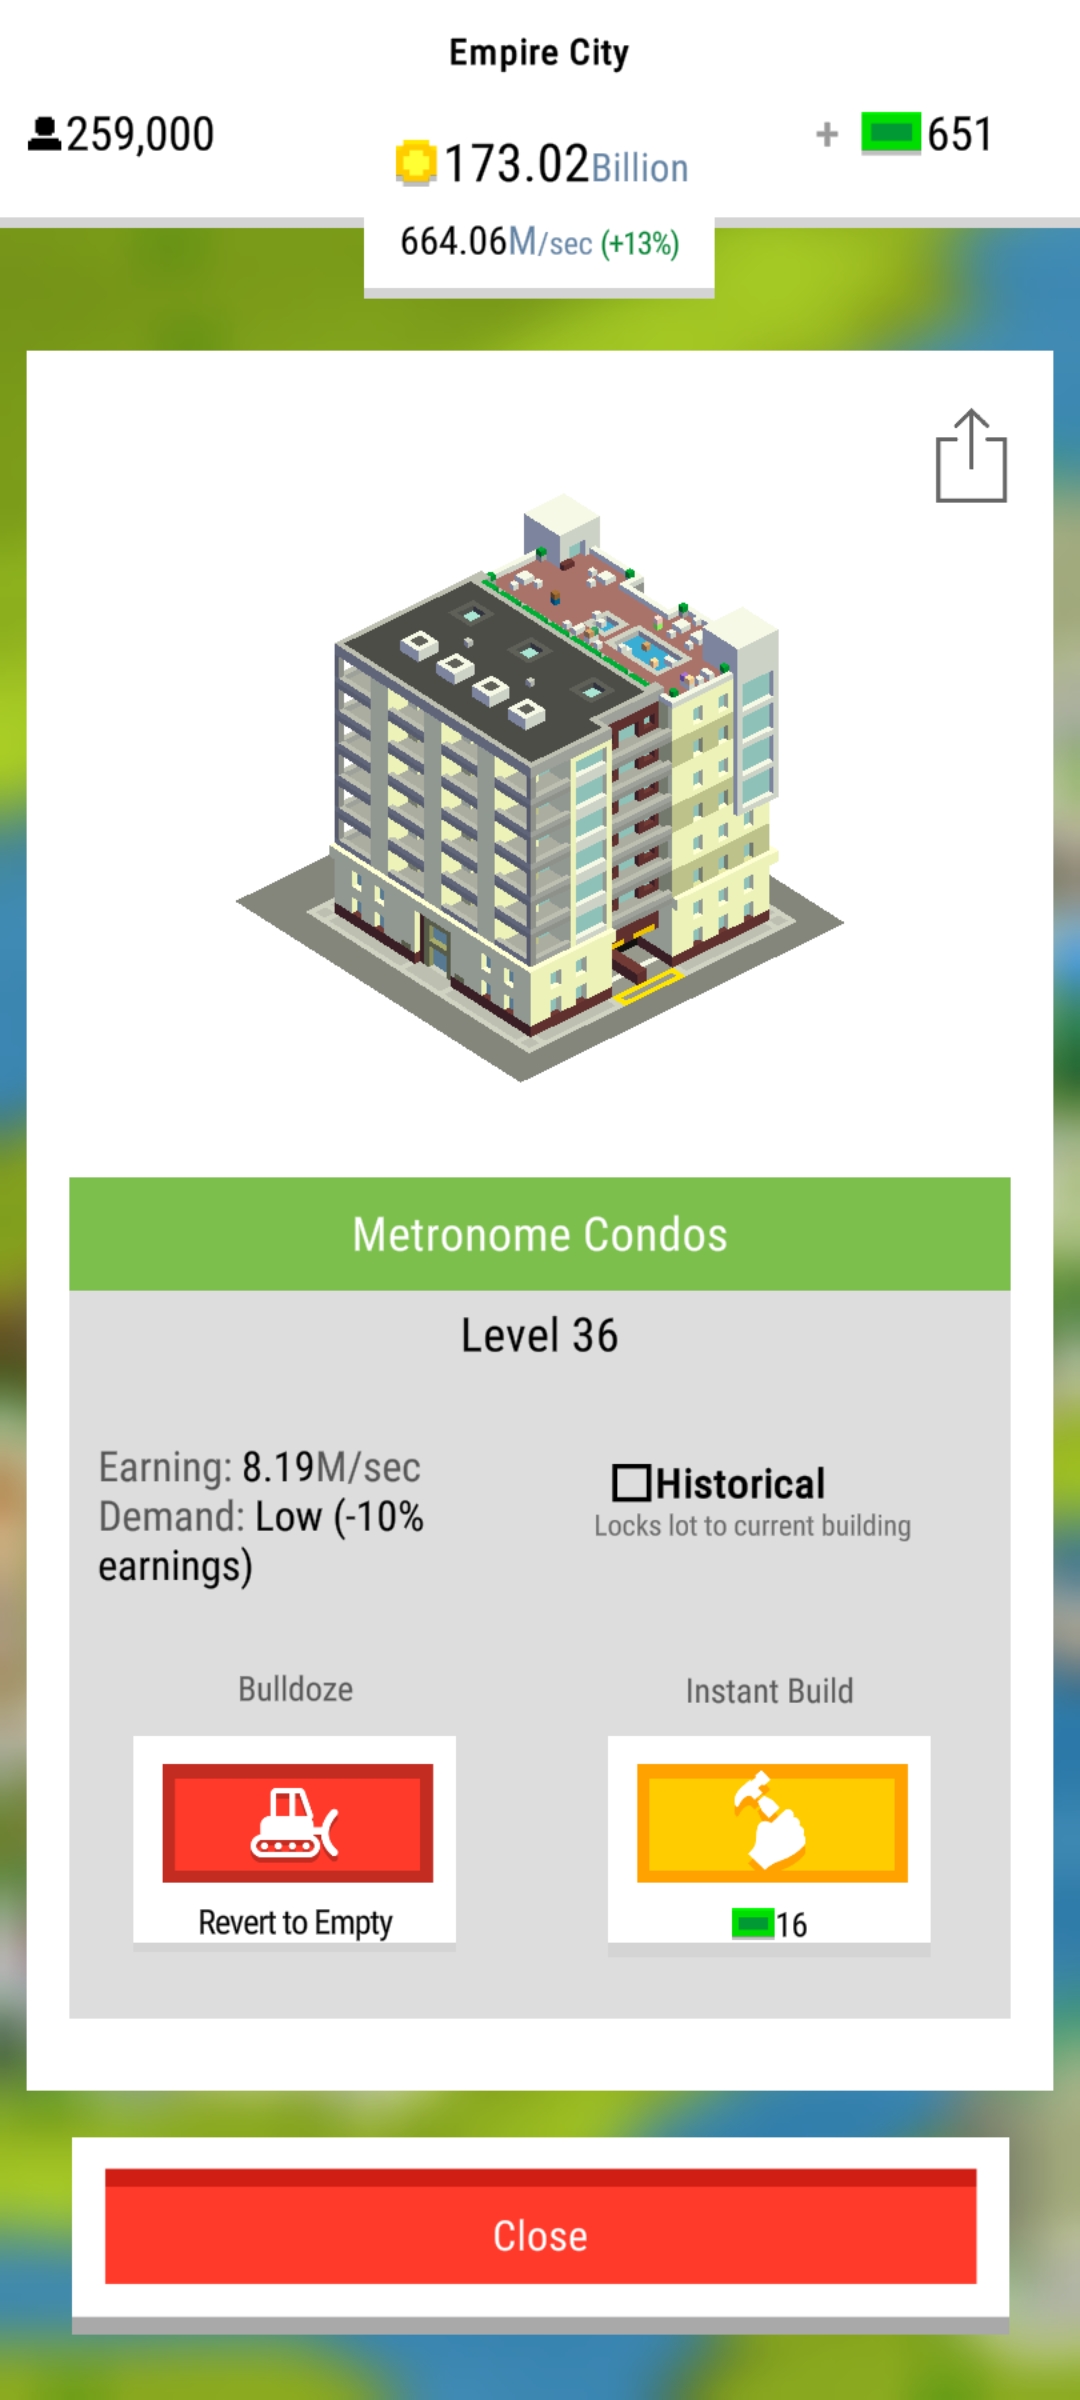 Empire City
259,000
+ 651
173.02Billion
664.06M/sec (+13%)
Metronome Condos
Level 36
Earning: 8.19M/sec
Demand: Low (-10%
earnings)
Historical
Locks lot to current building
Bulldoze
Instant Build
Revert to Empty
16
Close